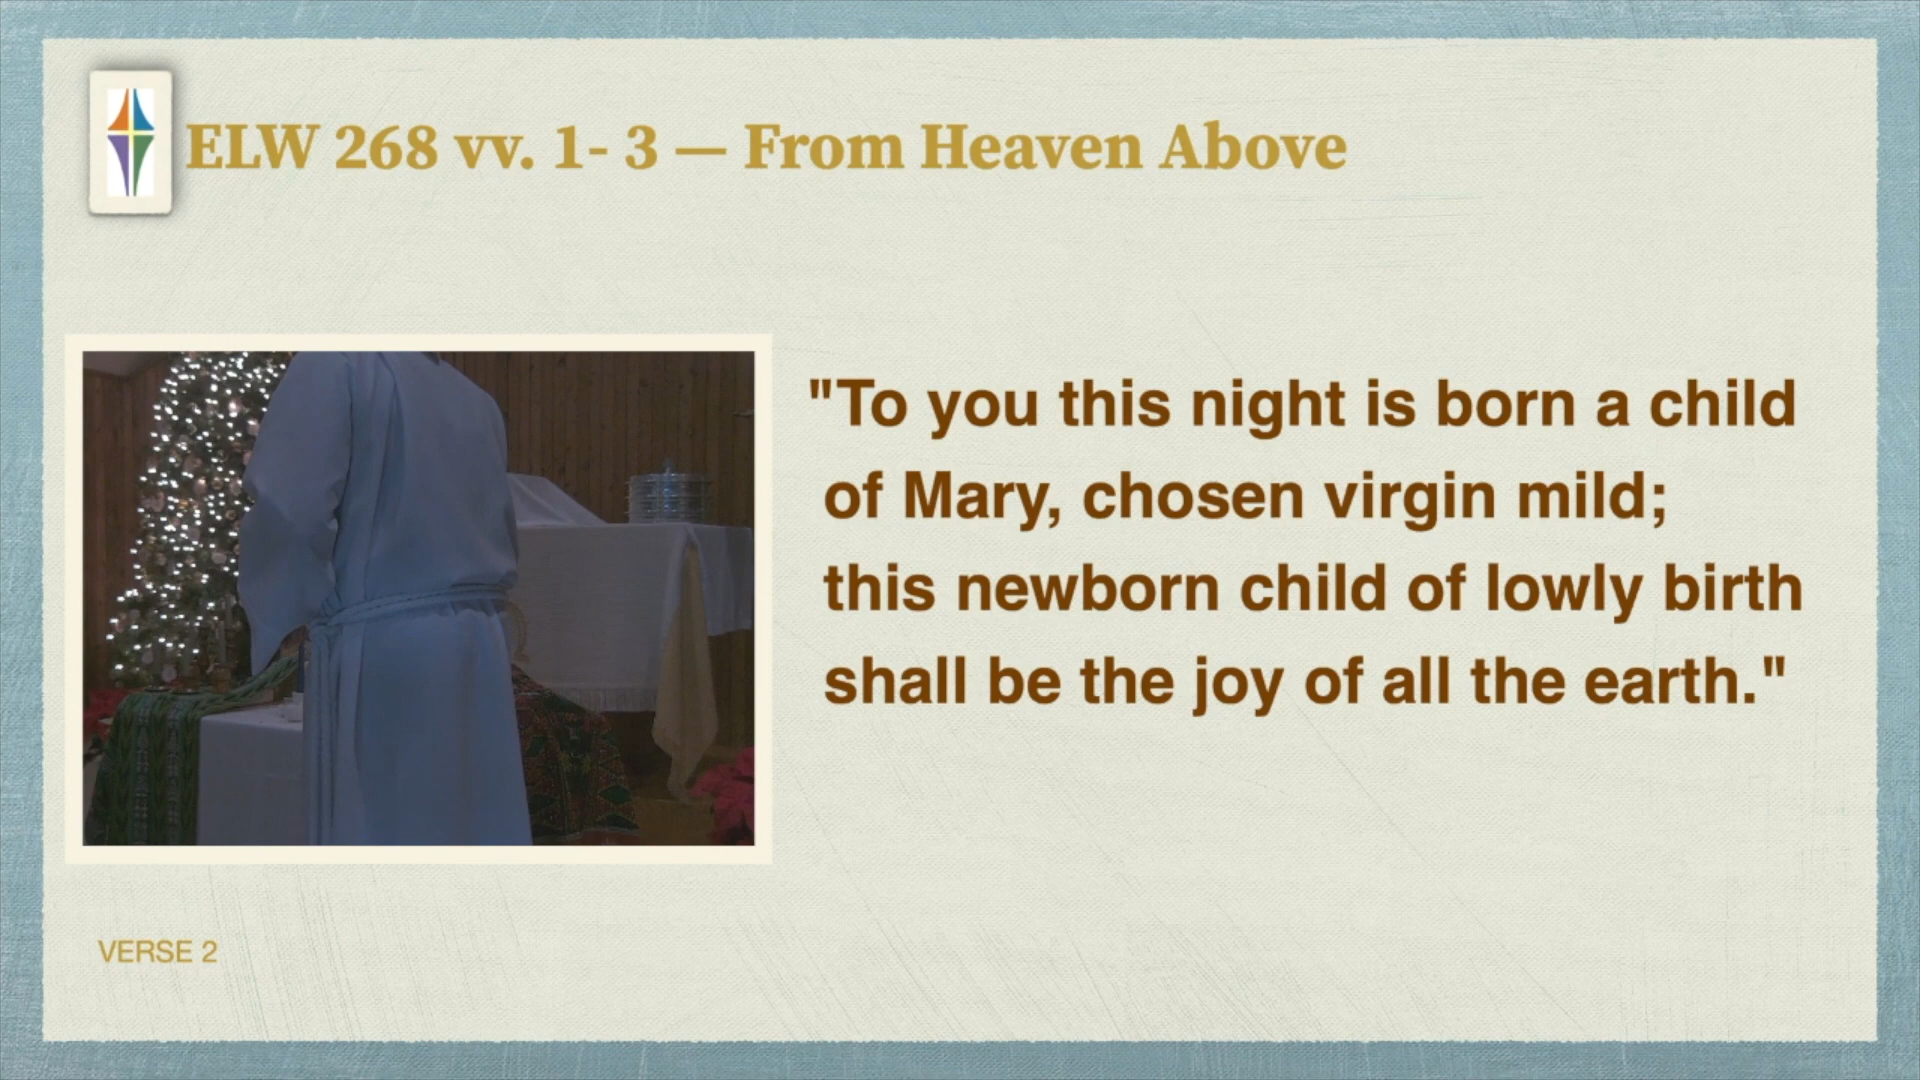 ELW 268 vv. 1- 3 — From Heaven Above
"To you this night is born a child
of Mary, chosen virgin mild;
this newborn child of lowly birth
shall be the joy of all the earth."
VERSE 2